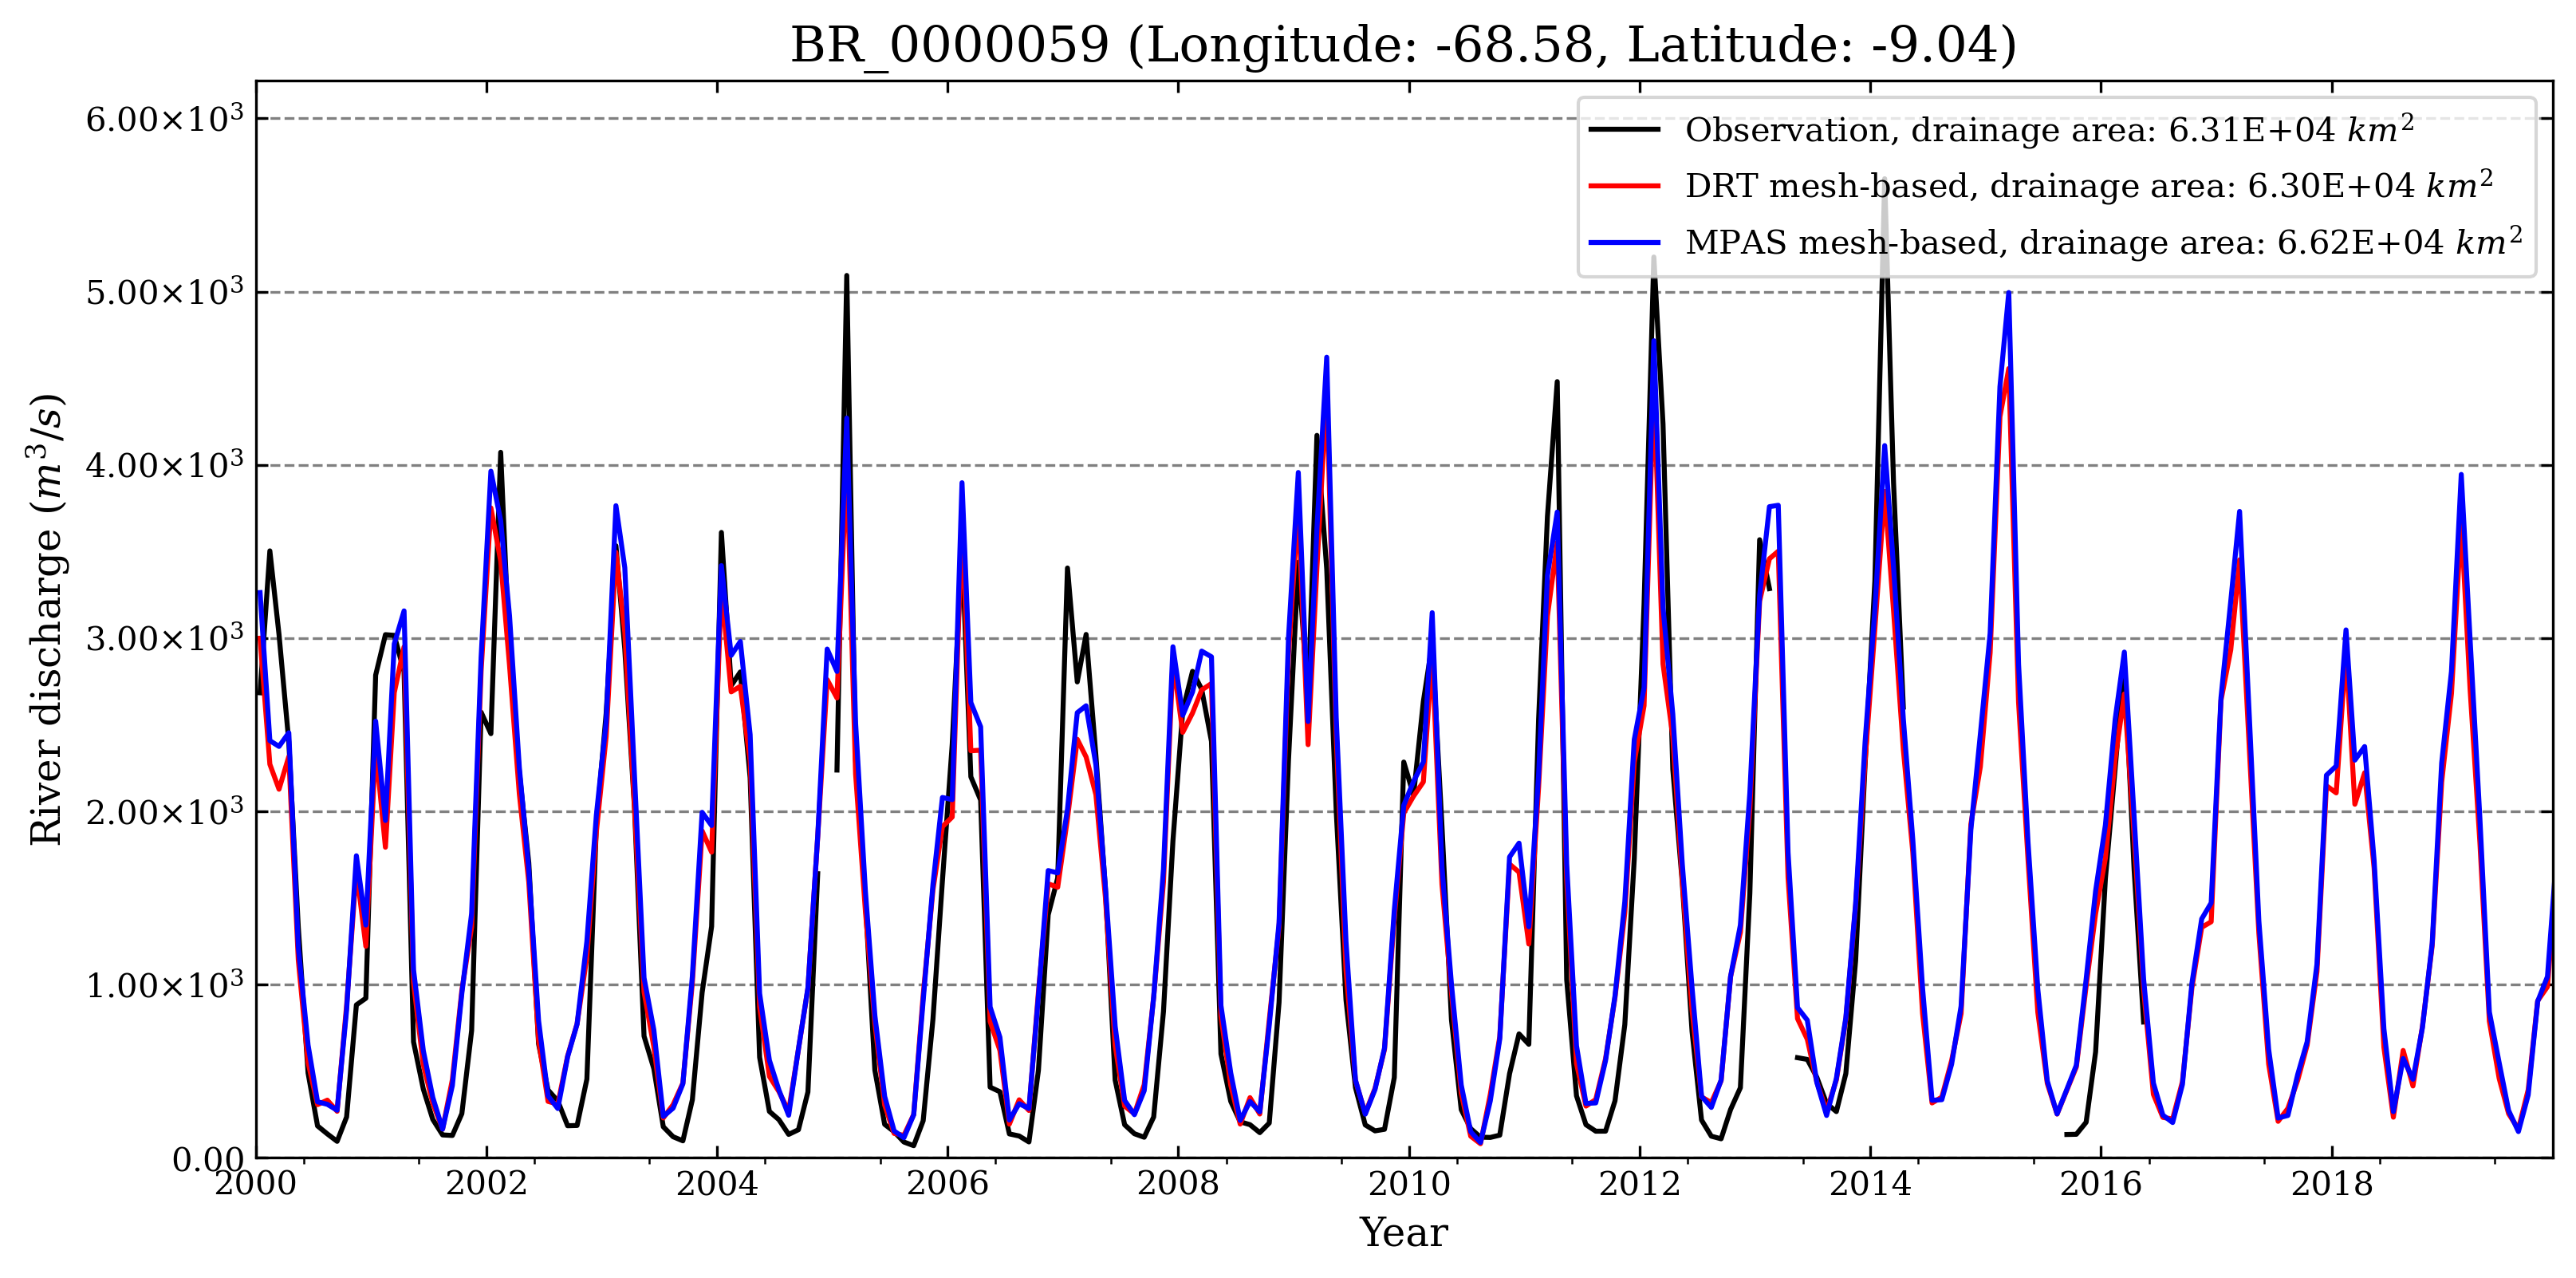 BR_0000059 (Longitude: -68.58, Latitude: -9.04)
Observation, drainage area: 6.31E+04 km²
DRT mesh-based, drainage area: 6.30E+04 km²
MPAS mesh-based, drainage area: 6.62E+04 km²
River discharge (m³/s)
6.00×10³
5.00×10³
4.00×10³
3.00×10³
2.00×10³
1.00×10³
0.00
2000 2002 2004 2006 2008 2010 2012 2014 2016 2018
Year